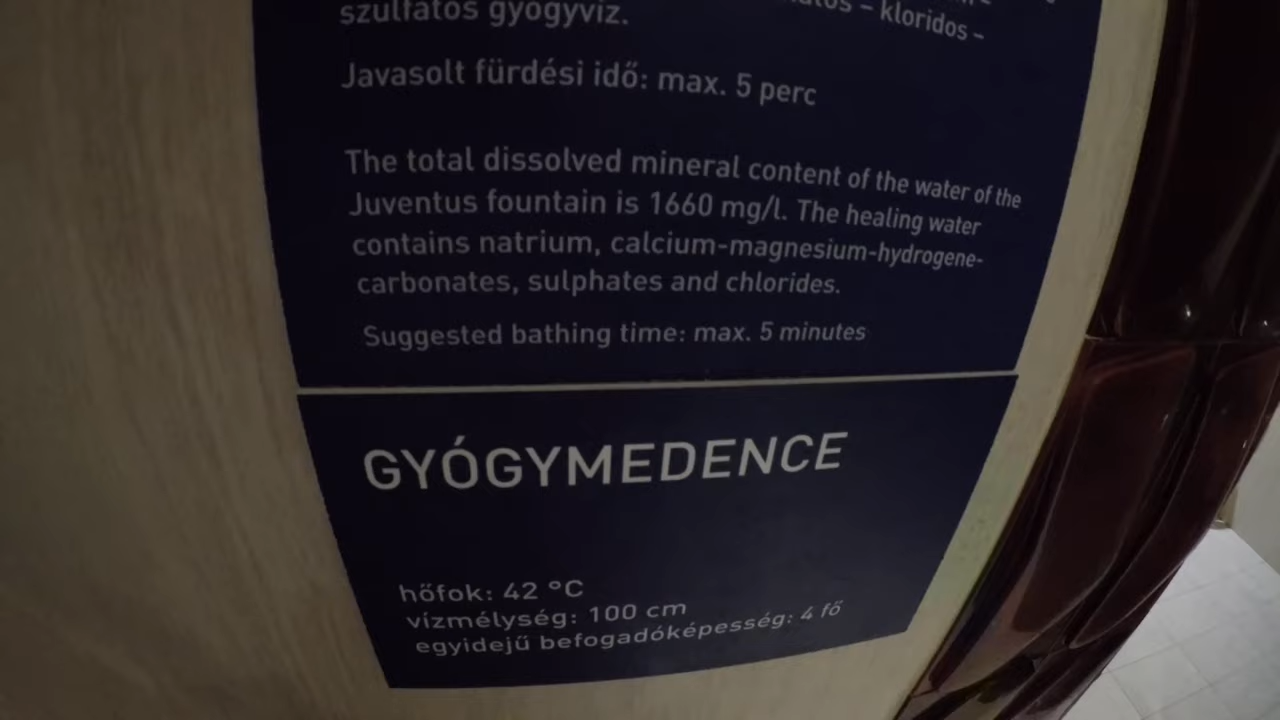 szulfátos gyógyvíz.
– kloridos –
Javasolt fürdési idő: max. 5 perc
The total dissolved mineral content of the water of the
Juventus fountain is 1660 mg/l. The healing water
contains natrium, calcium-magnesium-hydrogene-
carbonates, sulphates and chlorides.
Suggested bathing time: max. 5 minutes
GYÓGYMEDENCE
hőfok: 42 °C
vízmélység: 100 cm
egyidejű befogadóképesség: 4 fő